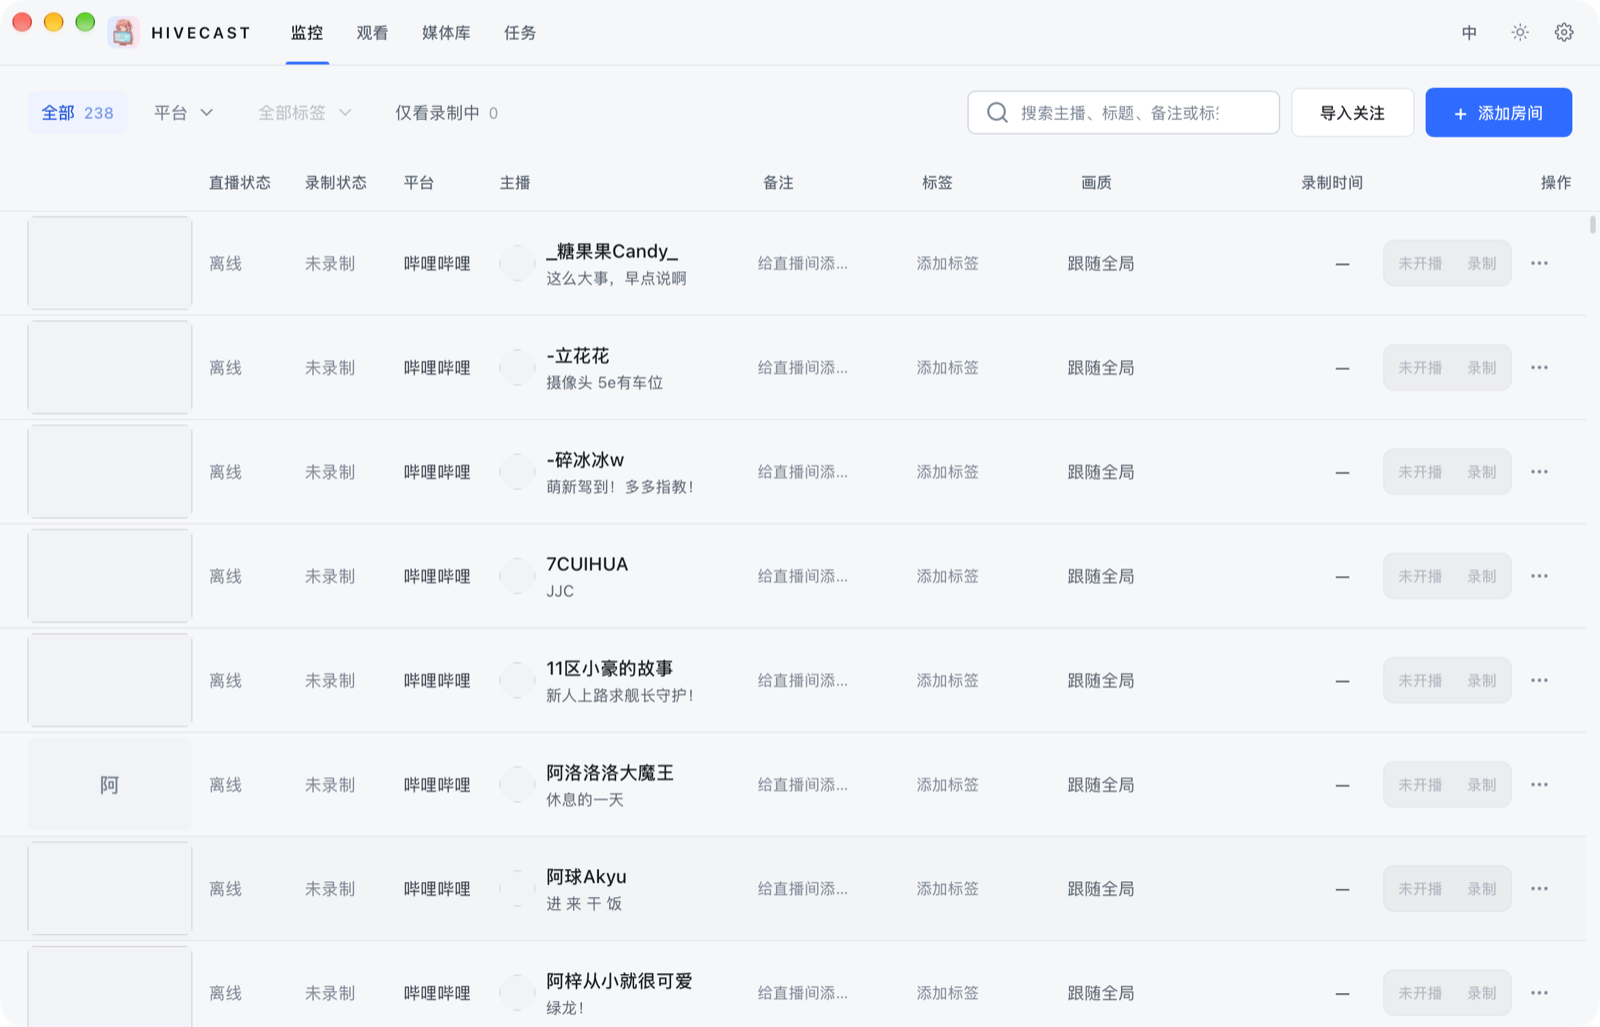 HIVECAST 监控 观看 媒体库 任务 中
全部 238 平台 全部标签 仅看录制中 0 搜索主播、标题、备注或标 导入关注 + 添加房间
直播状态 录制状态 平台 主播 备注 标签 画质 录制时间 操作
_糖果果Candy_
离线 未录制 哔哩哔哩 给直播间添... 添加标签 跟随全局 — 未开播 录制 ...
这么大事，早点说啊
-立花花
离线 未录制 哔哩哔哩 给直播间添... 添加标签 跟随全局 — 未开播 录制 ...
摄像头 5e有车位
-碎冰冰w
离线 未录制 哔哩哔哩 给直播间添... 添加标签 跟随全局 — 未开播 录制 ...
萌新驾到！多多指教！
7CUIHUA
离线 未录制 哔哩哔哩 给直播间添... 添加标签 跟随全局 — 未开播 录制 ...
JJC
11区小豪的故事
离线 未录制 哔哩哔哩 给直播间添... 添加标签 跟随全局 — 未开播 录制 ...
新人上路求舰长守护！
阿洛洛洛大魔王
阿 离线 未录制 哔哩哔哩 给直播间添... 添加标签 跟随全局 — 未开播 录制 ...
休息的一天
阿球Akyu
离线 未录制 哔哩哔哩 给直播间添... 添加标签 跟随全局 — 未开播 录制 ...
进 来 干 饭
阿梓从小就很可爱
离线 未录制 哔哩哔哩 给直播间添... 添加标签 跟随全局 — 未开播 录制 ...
绿龙！